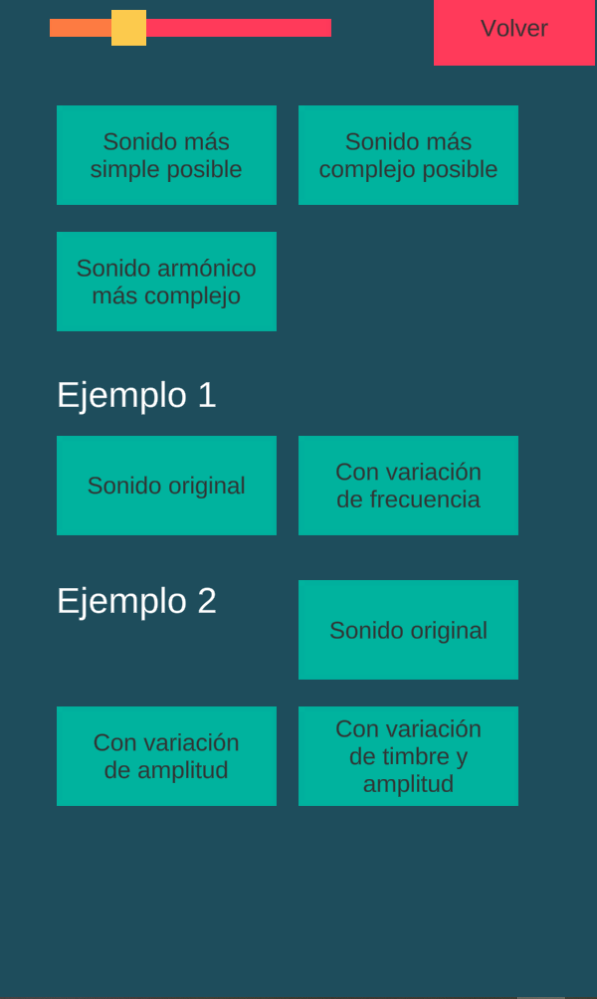 Volver
Sonido más
simple posible
Sonido más
complejo posible
Sonido armónico
más complejo
Ejemplo 1
Sonido original
Con variación
de frecuencia
Ejemplo 2
Sonido original
Con variación
de amplitud
Con variación
de timbre y
amplitud